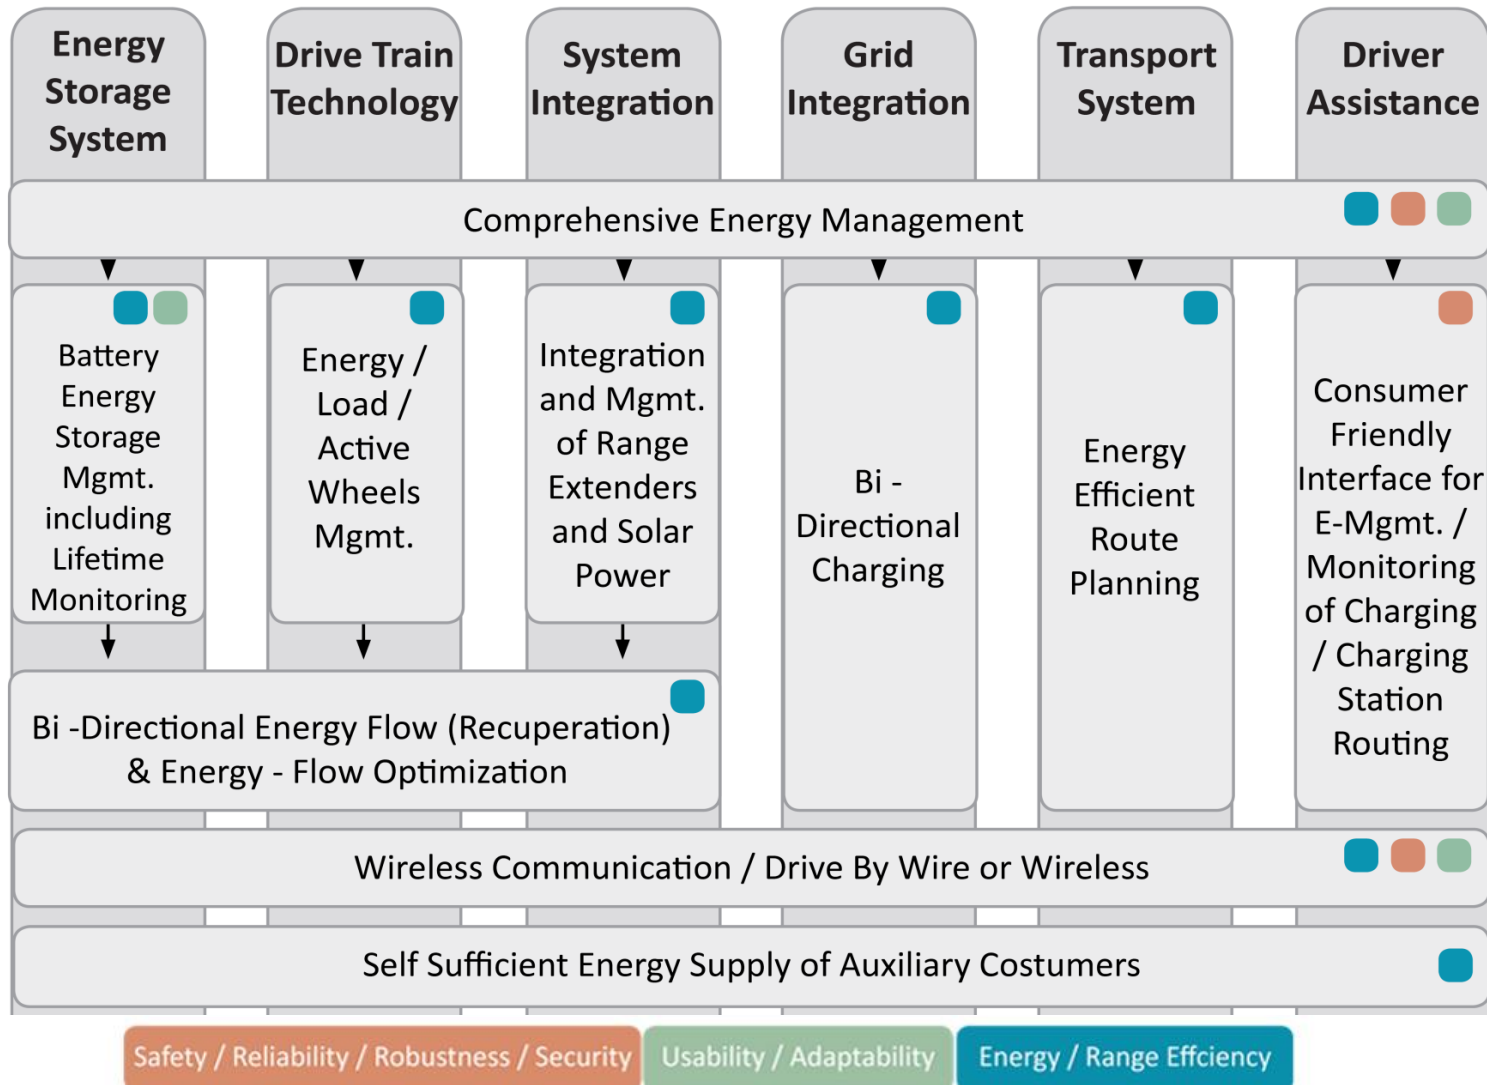 Energy
Storage
System
Drive Train
Technology
System
Integration
Grid
Integration
Transport
System
Driver
Assistance
Comprehensive Energy Management
Battery
Energy
Storage
Mgmt.
including
Lifetime
Monitoring
Energy /
Load /
Active
Wheels
Mgmt.
Integration
and Mgmt.
of Range
Extenders
and Solar
Power
Bi -
Directional
Charging
Energy
Efficient
Route
Planning
Consumer
Friendly
Interface for
E-Mgmt. /
Monitoring
of Charging
/ Charging
Station
Routing
Bi -Directional Energy Flow (Recuperation)
& Energy - Flow Optimization
Wireless Communication / Drive By Wire or Wireless
Self Sufficient Energy Supply of Auxiliary Costumers
Safety / Reliability / Robustness / Security
Usability / Adaptability
Energy / Range Effciency